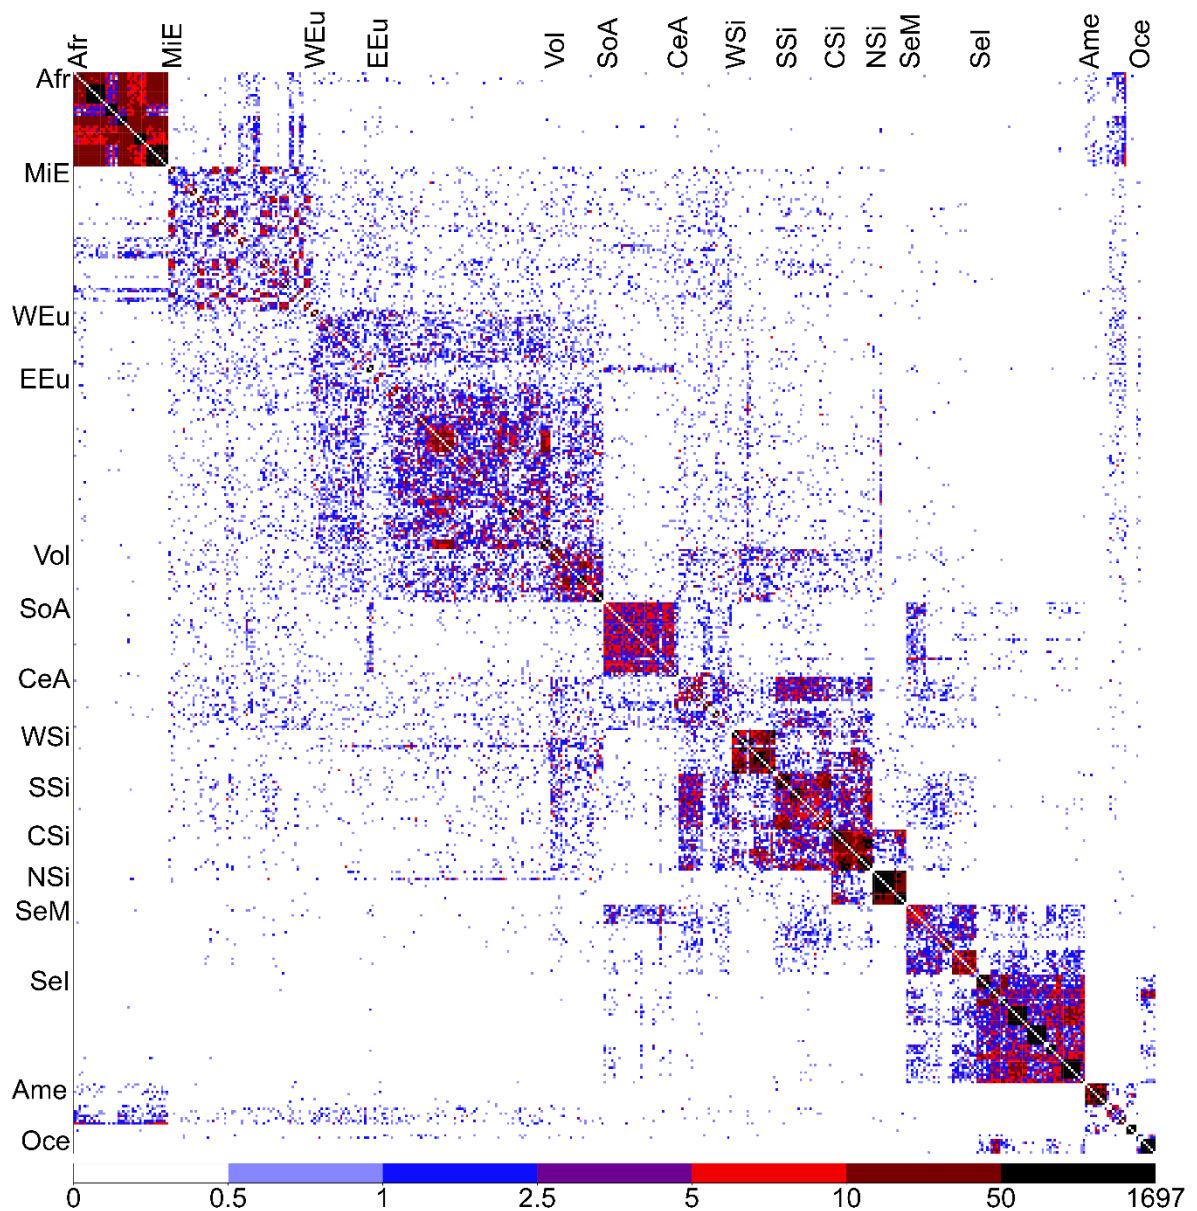 Afr MiE WEu EEu Vol SoA CeA WSi SSi CSi NSi SeM SeI Ame Oce
Afr
MiE
WEu
EEu
Vol
SoA
CeA
WSi
SSi
CSi
NSi
SeM
SeI
Ame
Oce
0 0.5 1 2.5 5 10 50 1697